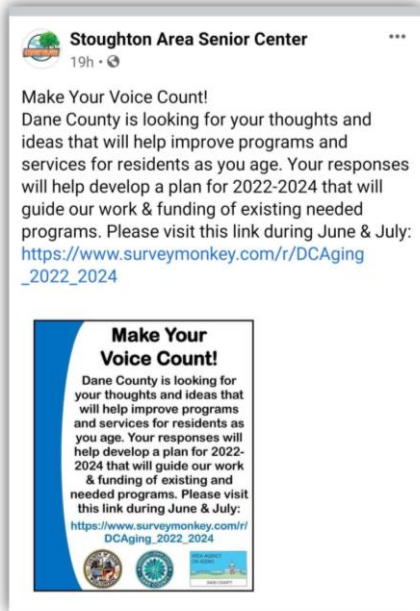 Stoughton Area Senior Center
19h
Make Your Voice Count!
Dane County is looking for your thoughts and
ideas that will help improve programs and
services for residents as you age. Your responses
will help develop a plan for 2022-2024 that will
guide our work & funding of existing needed
programs. Please visit this link during June & July:
https://www.surveymonkey.com/r/DCAging
_2022_2024
Make Your
Voice Count!
Dane County is looking for
your thoughts and ideas that
will help improve programs
and services for residents as
you age. Your responses will
help develop a plan for 2022-
2024 that will guide our work
& funding of existing and
needed programs. Please visit
this link during June & July:
https://www.surveymonkey.com/r/
DCAging_2022_2024
AREA AGENCY
ON AGING
DANE COUNTY